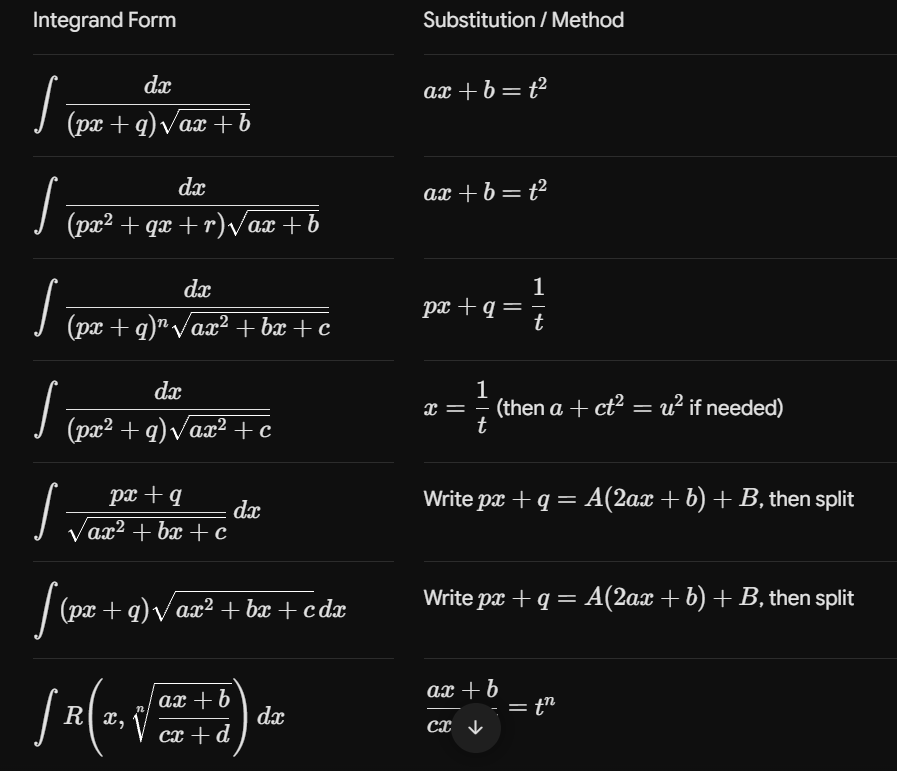 Integrand Form Substitution / Method
∫ dx / ((px + q)√(ax + b)) ax + b = t²
∫ dx / ((px² + qx + r)√(ax + b)) ax + b = t²
∫ dx / ((px + q)ⁿ√(ax² + bx + c)) px + q = 1/t
∫ dx / ((px² + q)√(ax² + c)) x = 1/t (then a + ct² = u² if needed)
∫ (px + q) / √(ax² + bx + c) dx Write px + q = A(2ax + b) + B, then split
∫ (px + q)√(ax² + bx + c) dx Write px + q = A(2ax + b) + B, then split
∫ R(x, ⁿ√((ax + b)/(cx + d))) dx (ax + b)/(cx = tⁿ